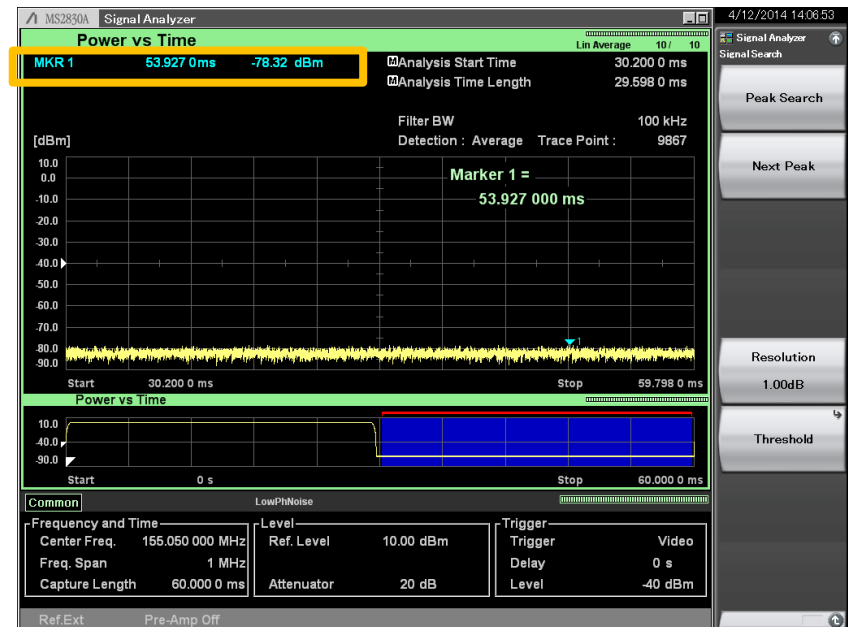 MS2830A Signal Analyzer
4/12/2014 14:06:53
Power vs Time
Lin Average 10/ 10
Signal Analyzer
Signal Search
MKR 1 53.927 0ms -78.32 dBm
M Analysis Start Time 30.200 0 ms
M Analysis Time Length 29.598 0 ms
Peak Search
Filter BW 100 kHz
[dBm] Detection : Average Trace Point : 9867
10.0
0.0
Marker 1 =
Next Peak
-10.0
53.927 000 ms
-20.0
-30.0
-40.0
-50.0
-60.0
-70.0
1
-80.0
-90.0
Resolution
1.00dB
Start 30.200 0 ms Stop 59.798 0 ms
Power vs Time
10.0
-40.0
-90.0
Threshold
Start 0 s Stop 60.000 0 ms
Common LowPhNoise
Frequency and Time
Center Freq. 155.050 000 MHz
Freq. Span 1 MHz
Capture Length 60.000 0 ms
Level
Ref. Level 10.00 dBm
Attenuator 20 dB
Trigger
Trigger Video
Delay 0 s
Level -40 dBm
Ref.Ext Pre-Amp Off